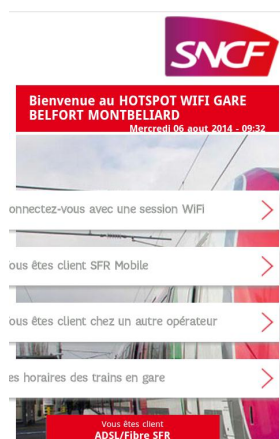 SNCF
Bienvenue au HOTSPOT WIFI GARE
BELFORT MONTBELIARD
Mercredi 06 aout 2014 - 09:32
onnectez-vous avec une session WiFi
ous êtes client SFR Mobile
ous êtes client chez un autre opérateur
es horaires des trains en gare
Vous êtes client
ADSL/Fibre SFR